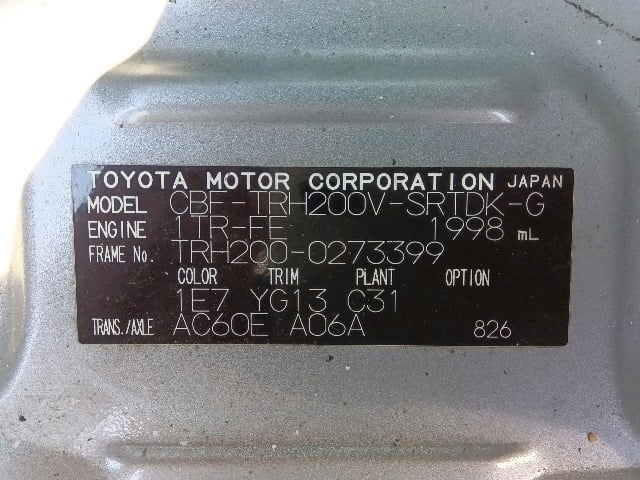 TOYOTA MOTOR CORPORATION JAPAN
MODEL CBF-TRH200V-SRTDK-G
ENGINE 1TR-FE 1998 mL
FRAME No. TRH200-0273399
COLOR TRIM PLANT OPTION
1E7 YG13 C31
TRANS./AXLE AC60E A06A 826